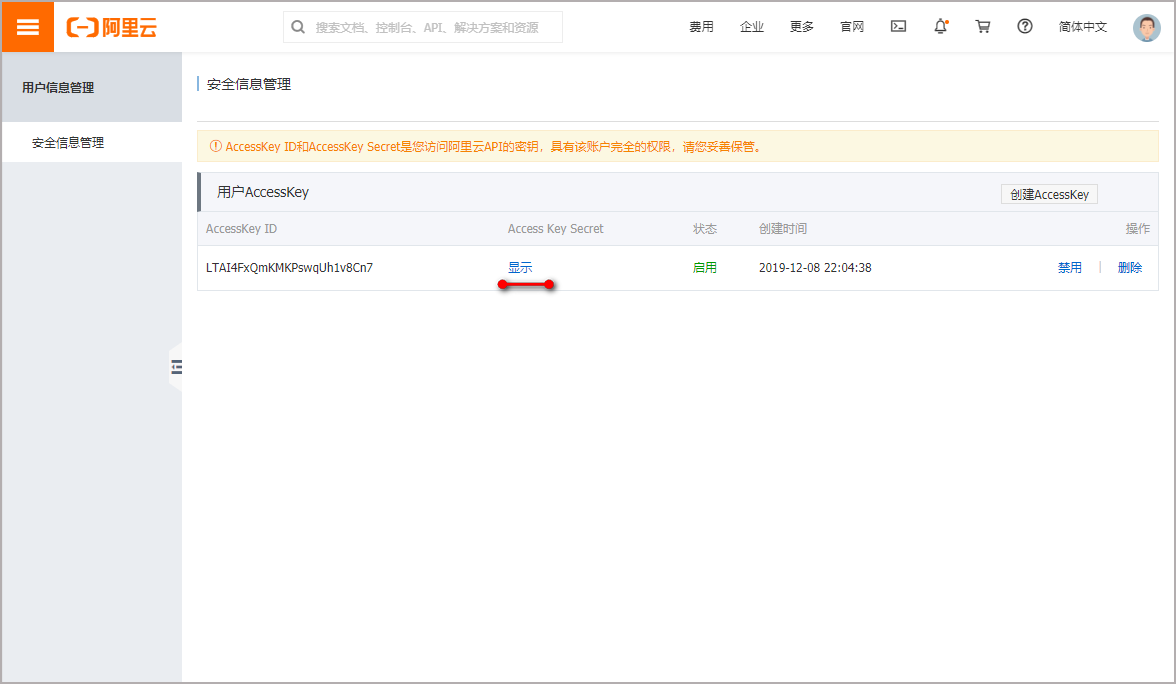 阿里云
搜索文档、控制台、API、解决方案和资源
费用 企业 更多 官网 简体中文
用户信息管理
安全信息管理
安全信息管理
AccessKey ID和AccessKey Secret是您访问阿里云API的密钥，具有该账户完全的权限，请您妥善保管。
用户AccessKey 创建AccessKey
AccessKey ID Access Key Secret 状态 创建时间 操作
LTAI4FxQmKMKPswqUh1v8Cn7 显示 启用 2019-12-08 22:04:38 禁用 | 删除